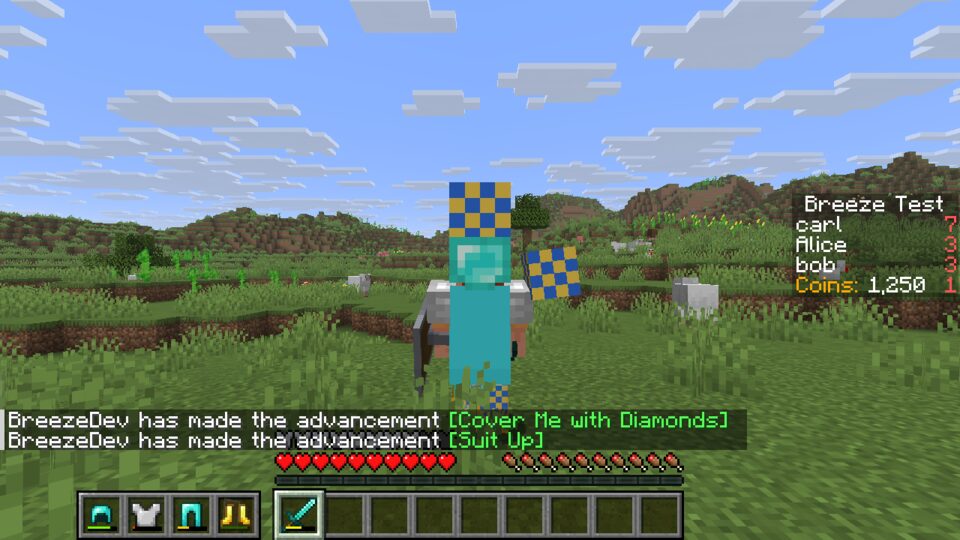 Breeze Test
carl 7
Alice 3
bob 3
Coins: 1,250 1
BreezeDev has made the advancement [Cover Me with Diamonds]
BreezeDev has made the advancement [Suit Up]